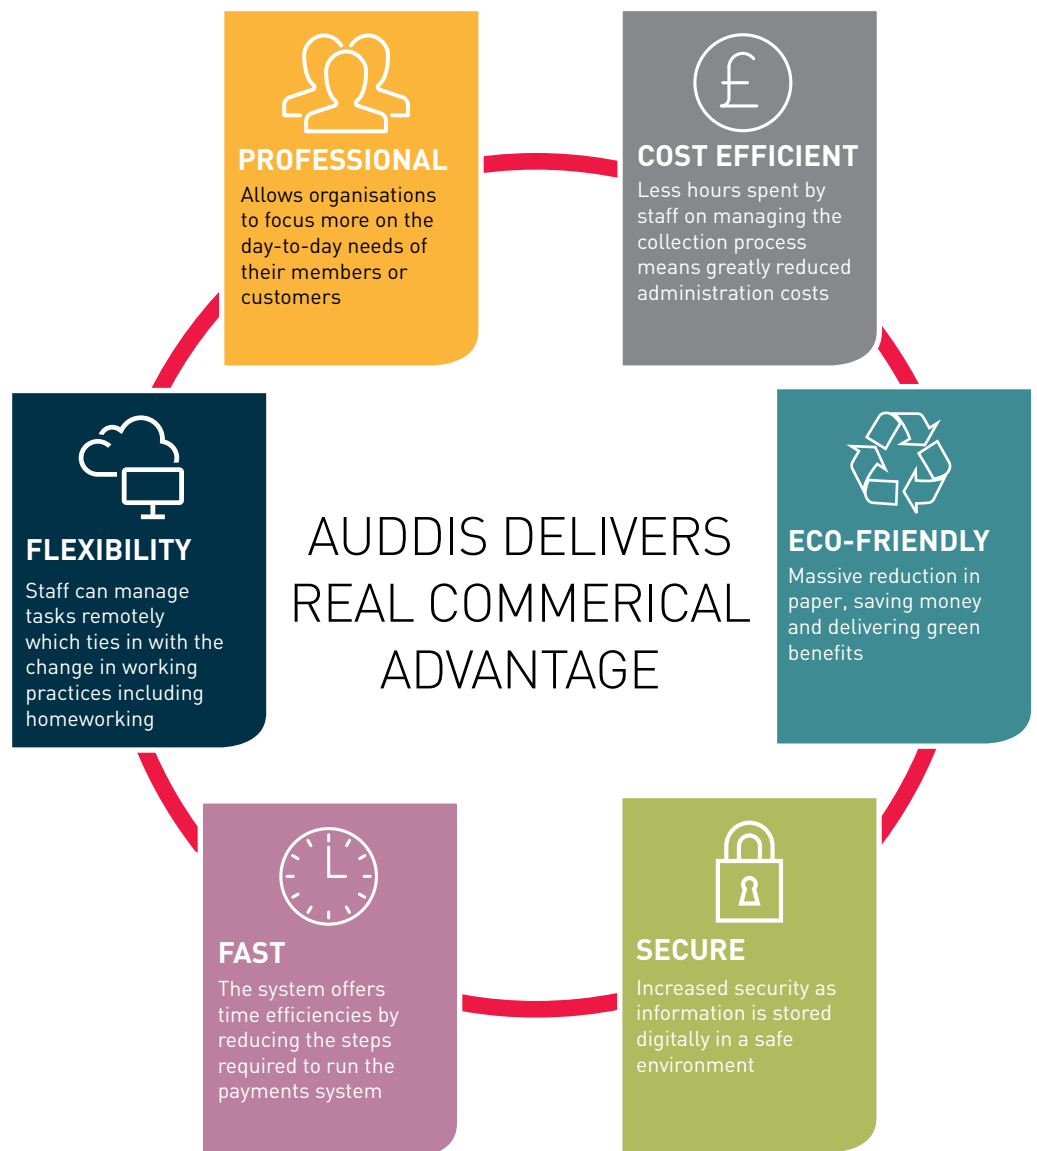 PROFESSIONAL
Allows organisations
to focus more on the
day-to-day needs of
their members or
customers
COST EFFICIENT
Less hours spent by
staff on managing the
collection process
means greatly reduced
administration costs
FLEXIBILITY
Staff can manage
tasks remotely
which ties in with the
change in working
practices including
homeworking
AUDDIS DELIVERS
REAL COMMERICAL
ADVANTAGE
ECO-FRIENDLY
Massive reduction in
paper, saving money
and delivering green
benefits
FAST
The system offers
time efficiencies by
reducing the steps
required to run the
payments system
SECURE
Increased security as
information is stored
digitally in a safe
environment